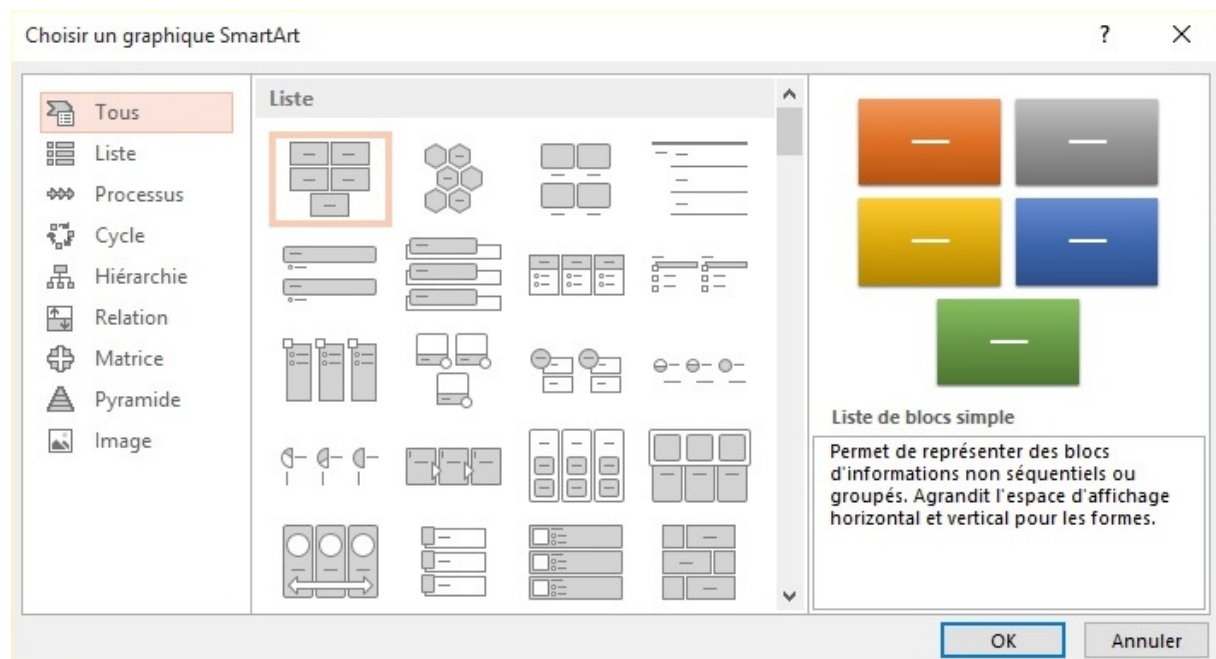 Choisir un graphique SmartArt
?
Tous
Liste
Processus
Cycle
Hiérarchie
Relation
Matrice
Pyramide
Image
Liste
Liste de blocs simple
Permet de représenter des blocs
d'informations non séquentiels ou
groupés. Agrandit l'espace d'affichage
horizontal et vertical pour les formes.
OK
Annuler